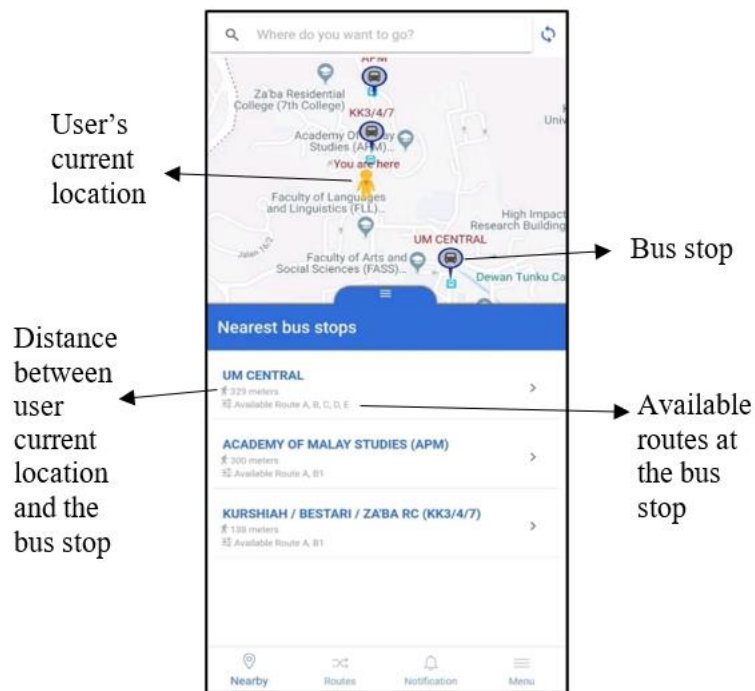 Where do you want to go?
APM
Za'ba Residential
College (7th College)
KK3/4/7
Academy Of Malay
Studies (APM)...
You are here
Faculty of Languages
and Linguistics (FLL)...
Univ
High Impact
Research Building
UM CENTRAL
Jalan 16/2
Faculty of Arts and
Social Sciences (FASS)...
Dewan Tunku Ca
Nearest bus stops
UM CENTRAL
329 meters
Available Route A, B, C, D, E
ACADEMY OF MALAY STUDIES (APM)
300 meters
Available Route A, B1
KURSHIAH / BESTARI / ZA'BA RC (KK3/4/7)
138 meters
Available Route A, B1
Nearby
Routes
Notification
Menu
User's
current
location
Distance
between
user
current
location
and the
bus stop
Bus stop
Available
routes at
the bus
stop